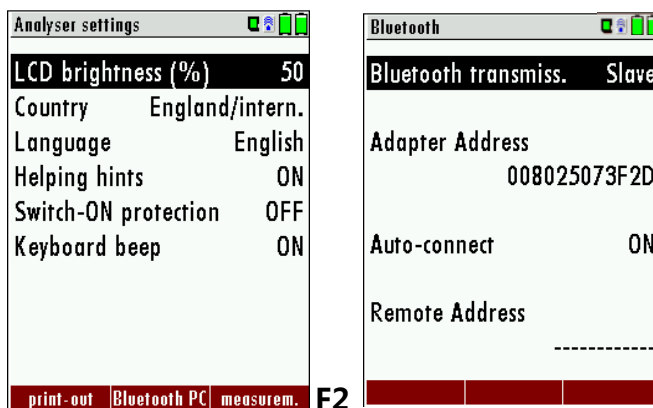 Analyser settings
LCD brightness (%) 50
Country England/intern.
Language English
Helping hints ON
Switch-ON protection OFF
Keyboard beep ON
print-out Bluetooth PC measurem.
F2
Bluetooth
Bluetooth transmiss. Slave
Adapter Address
008025073F2D
Auto-connect ON
Remote Address
------------